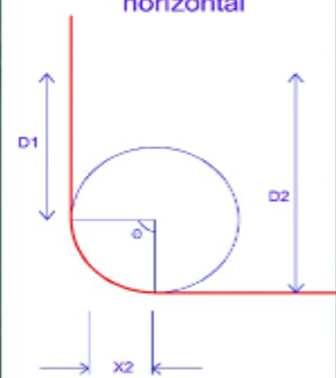 horizontal
D1
D2
Θ
X2